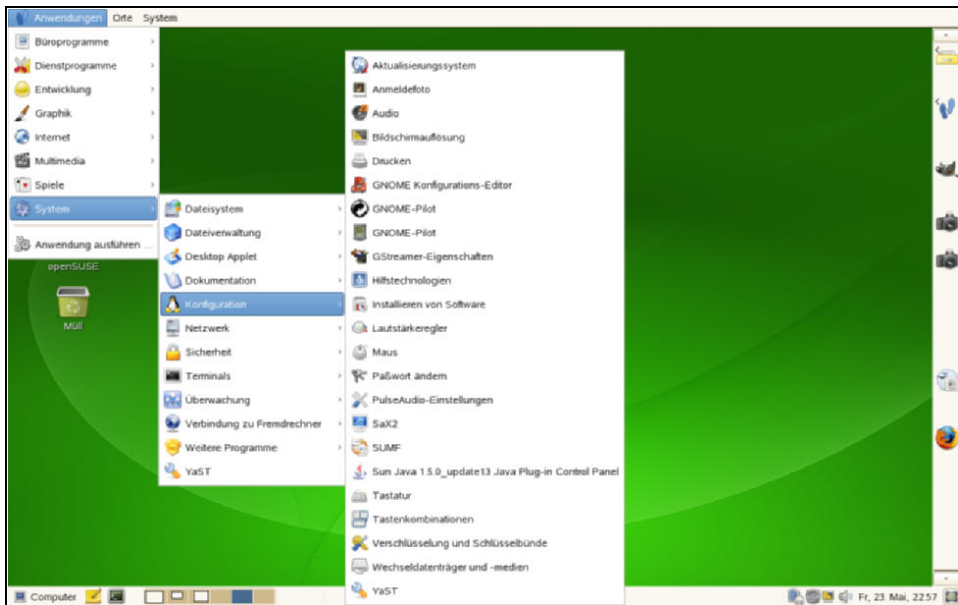 Anwendungen Orte System
Büroprogramme
Dienstprogramme
Entwicklung
Graphik
Internet
Multimedia
Spiele
System
Anwendung ausführen ...
openSUSE
Müll
Dateisystem
Dateiverwaltung
Desktop Applet
Dokumentation
Konfiguration
Netzwerk
Sicherheit
Terminals
Überwachung
Verbindung zu Fremdrechner
Weitere Programme
YaST
Aktualisierungssystem
Anmeldefoto
Audio
Bildschirmauflösung
Drucken
GNOME Konfigurations-Editor
GNOME-Pilot
GNOME-Pilot
GStreamer-Eigenschaften
Hilfstechnologien
Installieren von Software
Lautstärkeregler
Maus
Paßwort ändern
PulseAudio-Einstellungen
SaX2
SUMF
Sun Java 1.5.0_update13 Java Plug-in Control Panel
Tastatur
Tastenkombinationen
Verschlüsselung und Schlüsselbünde
Wechseldatenträger und -medien
YaST
Computer
Fr, 23. Mai, 22:57